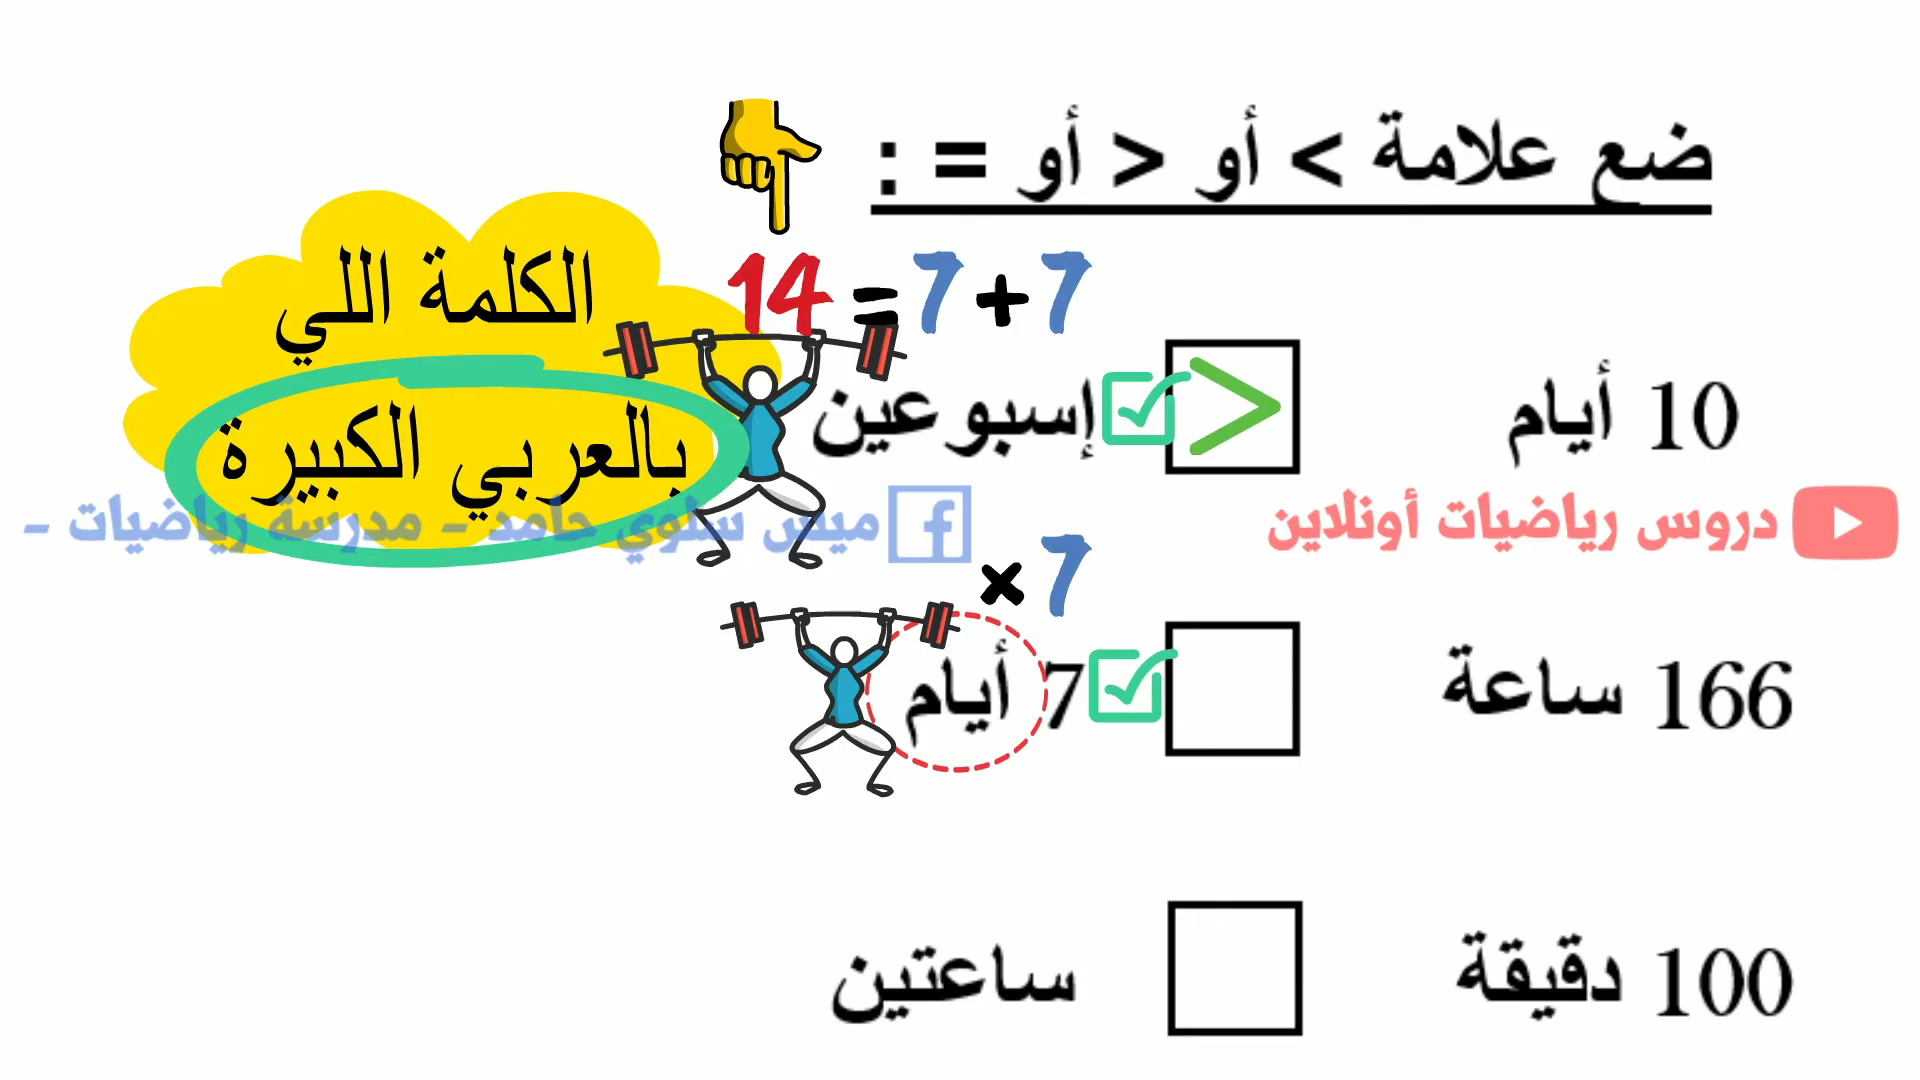 ضع علامة > أو < أو = :
7 + 7 = 14
الكلمة اللي
بالعربي الكبيرة
10 أيام > إسبوعين
دروس رياضيات أونلاين
ميس سلوي حامد - مدرسة رياضيات -
7 ×
166 ساعة 7 أيام
100 دقيقة ساعتين